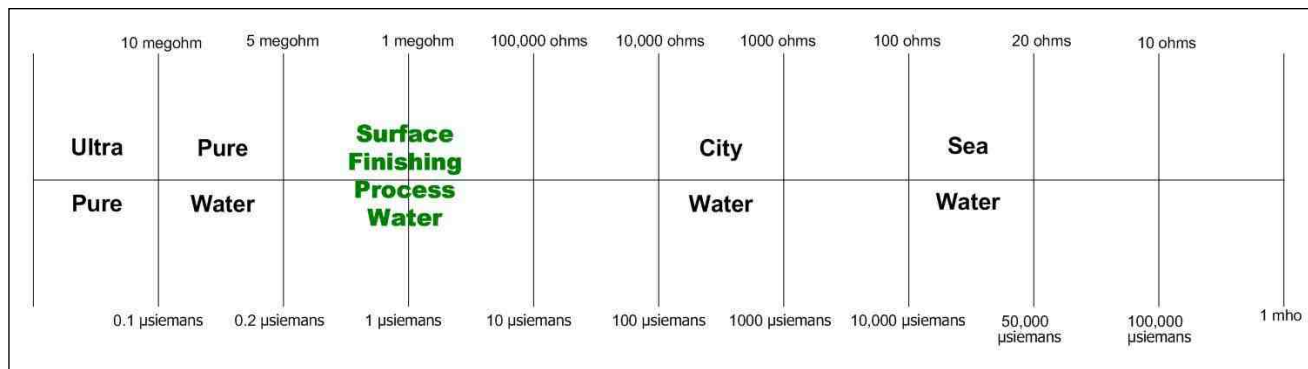 10 megohm 5 megohm 1 megohm 100,000 ohms 10,000 ohms 1000 ohms 100 ohms 20 ohms 10 ohms
Ultra Pure
Pure Water
Surface
Finishing
Process
Water
City
Water
Sea
Water
0.1 µsiemans 0.2 µsiemans 1 µsiemans 10 µsiemans 100 µsiemans 1000 µsiemans 10,000 µsiemans 50,000 µsiemans 100,000 µsiemans 1 mho